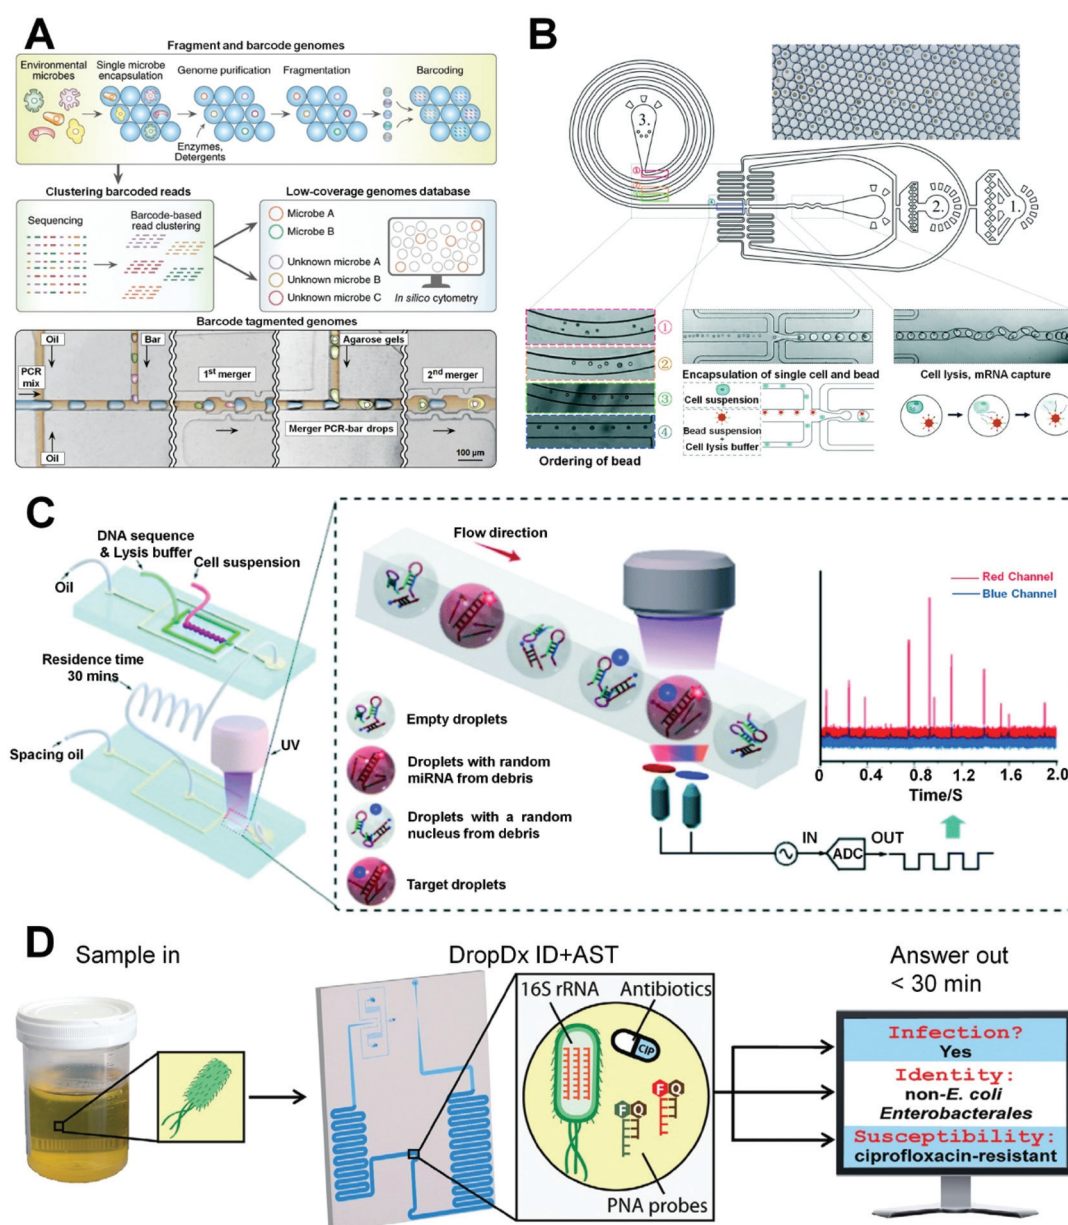 A
Fragment and barcode genomes
Environmental
microbes
Single microbe
encapsulation
Genome purification
Fragmentation
Barcoding
Enzymes,
Detergents
Clustering barcoded reads
Sequencing
Barcode-based
read clustering
Low-coverage genomes database
Microbe A
Microbe B
Unknown microbe A
Unknown microbe B
Unknown microbe C
In silico cytometry
Barcode tagmented genomes
Oil
Bar
Agarose gels
PCR
mix
1st merger
2nd merger
Merger PCR-bar drops
Oil
100 µm
B
3.
2.
1.
①
④
①
②
③
④
Ordering of bead
Encapsulation of single cell and bead
Cell suspension
Bead suspension
+
Cell lysis buffer
Cell lysis, mRNA capture
C
DNA sequence
& Lysis buffer
Cell suspension
Oil
Residence time
30 mins
Spacing oil
UV
Flow direction
Empty droplets
Droplets with random
miRNA from debris
Droplets with a random
nucleus from debris
Target droplets
Red Channel
Blue Channel
0 0.4 0.8 1.2 1.6 2.0
Time/S
IN
ADC
OUT
D
Sample in
DropDx ID+AST
Answer out
< 30 min
16S rRNA
Antibiotics
CIP
F Q
F Q
PNA probes
Infection?
Yes
Identity:
non-E. coli
Enterobacterales
Susceptibility:
ciprofloxacin-resistant